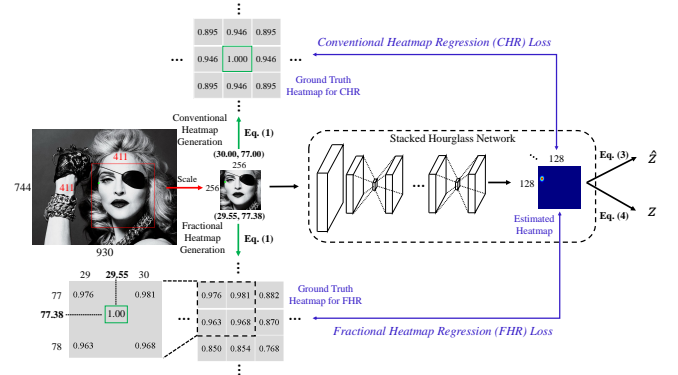 0.895 0.946 0.895
0.946 1.000 0.946
0.895 0.946 0.895
Conventional Heatmap Regression (CHR) Loss
Ground Truth
Heatmap for CHR
Conventional
Heatmap
Generation
Eq. (1)
(30.00, 77.00)
Stacked Hourglass Network
411
411
744
930
Scale
256
256
(29.55, 77.38)
Fractional
Heatmap
Generation
Eq. (1)
128
128
Estimated
Heatmap
Eq. (3)
Ẑ
Eq. (4)
Z
29 29.55 30
77
0.976 0.981
77.38
1.00
78
0.963 0.968
0.976 0.981 0.882
0.963 0.968 0.870
0.850 0.854 0.768
Ground Truth
Heatmap for FHR
Fractional Heatmap Regression (FHR) Loss